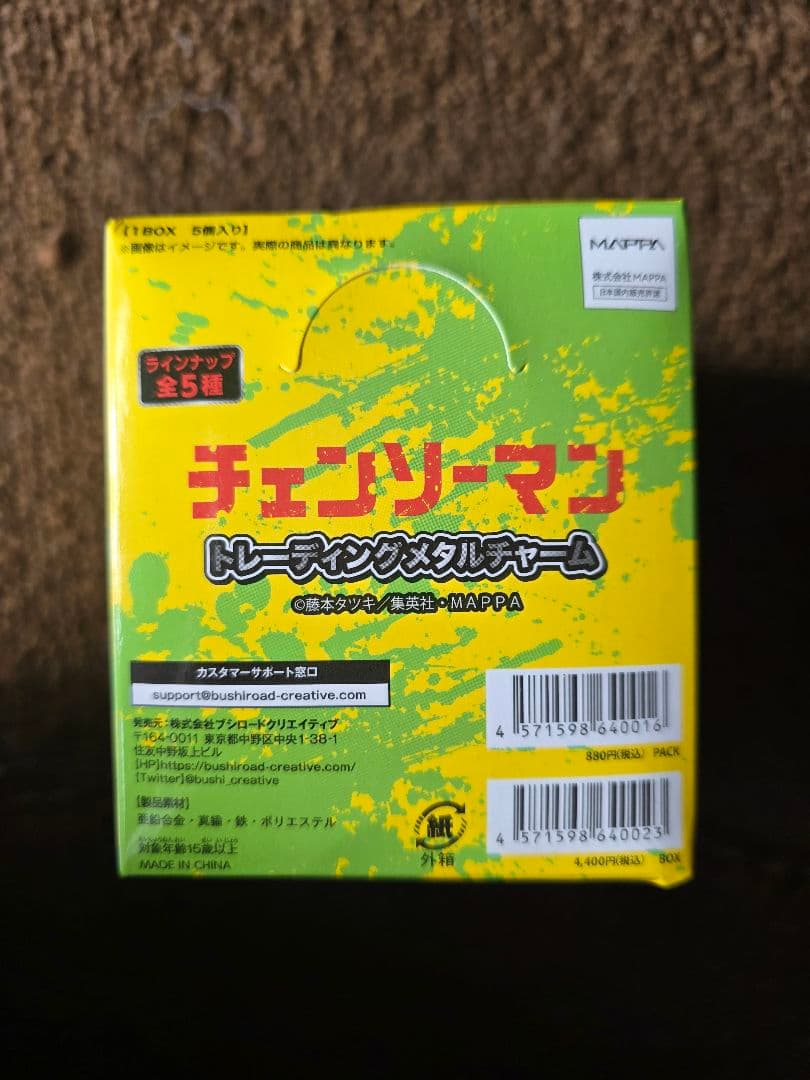 【1BOX　5個入り】
※画像はイメージです。実際の商品は異なります。
MAPPA
株式会社MAPPA
日本国内販売許諾
ラインナップ
全5種
チェンソーマン
トレーディングメタルチャーム
©藤本タツキ／集英社・MAPPA
カスタマーサポート窓口
support@bushiroad-creative.com
発売元：株式会社ブシロードクリエイティブ
〒164-0011 東京都中野区中央1-38-1
住友中野坂上ビル
【HP】https://bushiroad-creative.com/
【Twitter】@bushi_creative
【製品素材】
亜鉛合金・真鍮・鉄・ポリエステル
対象年齢15歳以上
MADE IN CHINA
紙
外箱
4 571598 640016
880円(税込)　PACK
4 571598 640023
4,400円(税込)　BOX